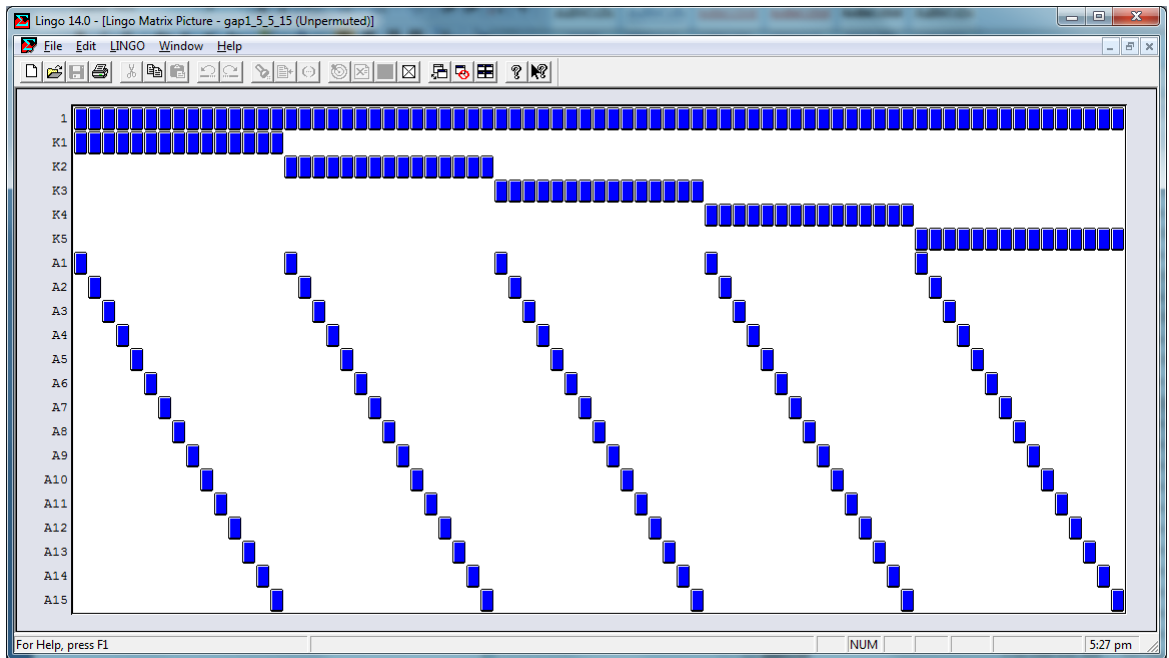 Lingo 14.0 - [Lingo Matrix Picture - gap1_5_5_15 (Unpermuted)]
File Edit LINGO Window Help
1
K1
K2
K3
K4
K5
A1
A2
A3
A4
A5
A6
A7
A8
A9
A10
A11
A12
A13
A14
A15
For Help, press F1 NUM 5:27 pm